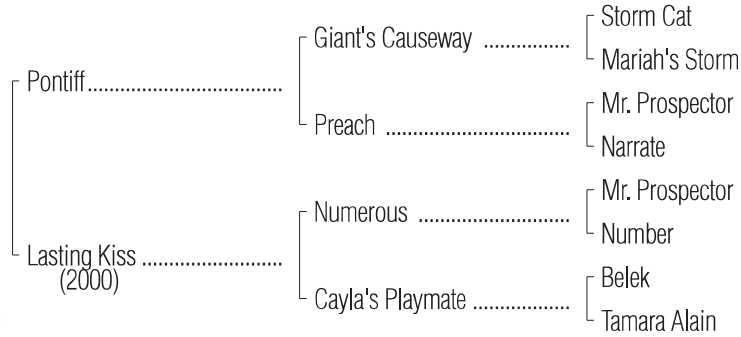 Storm Cat
Giant's Causeway ................
Mariah's Storm
Pontiff..................................
Mr. Prospector
Preach ..................................
Narrate
Mr. Prospector
Numerous ............................
Number
Lasting Kiss .........................
(2000)
Belek
Cayla's Playmate .................
Tamara Alain